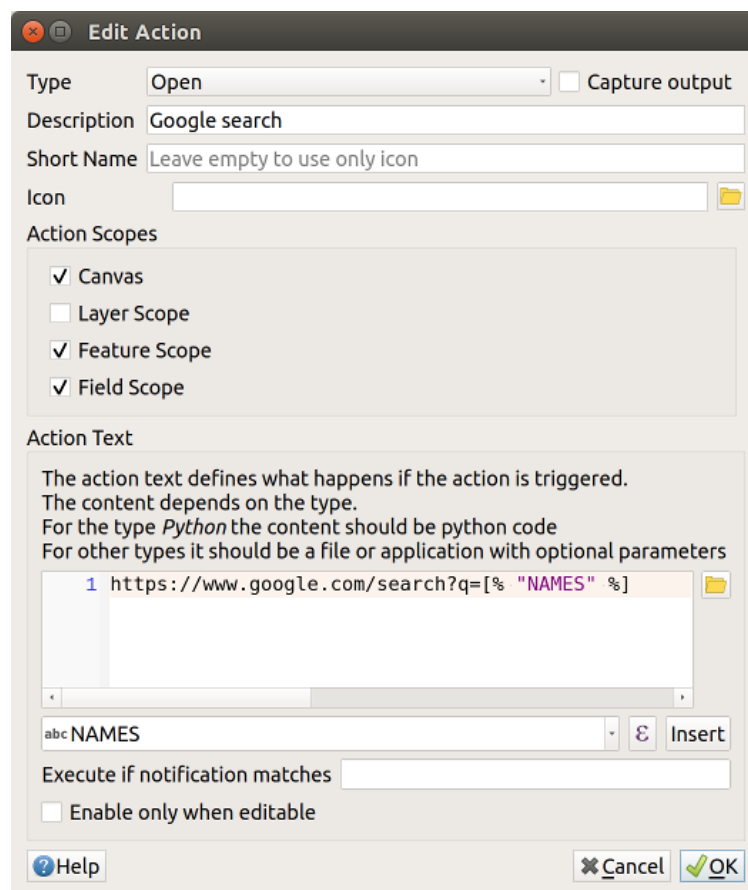 Edit Action
Type Open Capture output
Description Google search
Short Name Leave empty to use only icon
Icon
Action Scopes
Canvas
Layer Scope
Feature Scope
Field Scope
Action Text
The action text defines what happens if the action is triggered.
The content depends on the type.
For the type Python the content should be python code
For other types it should be a file or application with optional parameters
1 https://www.google.com/search?q=[% "NAMES" %]
abc NAMES ε Insert
Execute if notification matches
Enable only when editable
Help Cancel OK